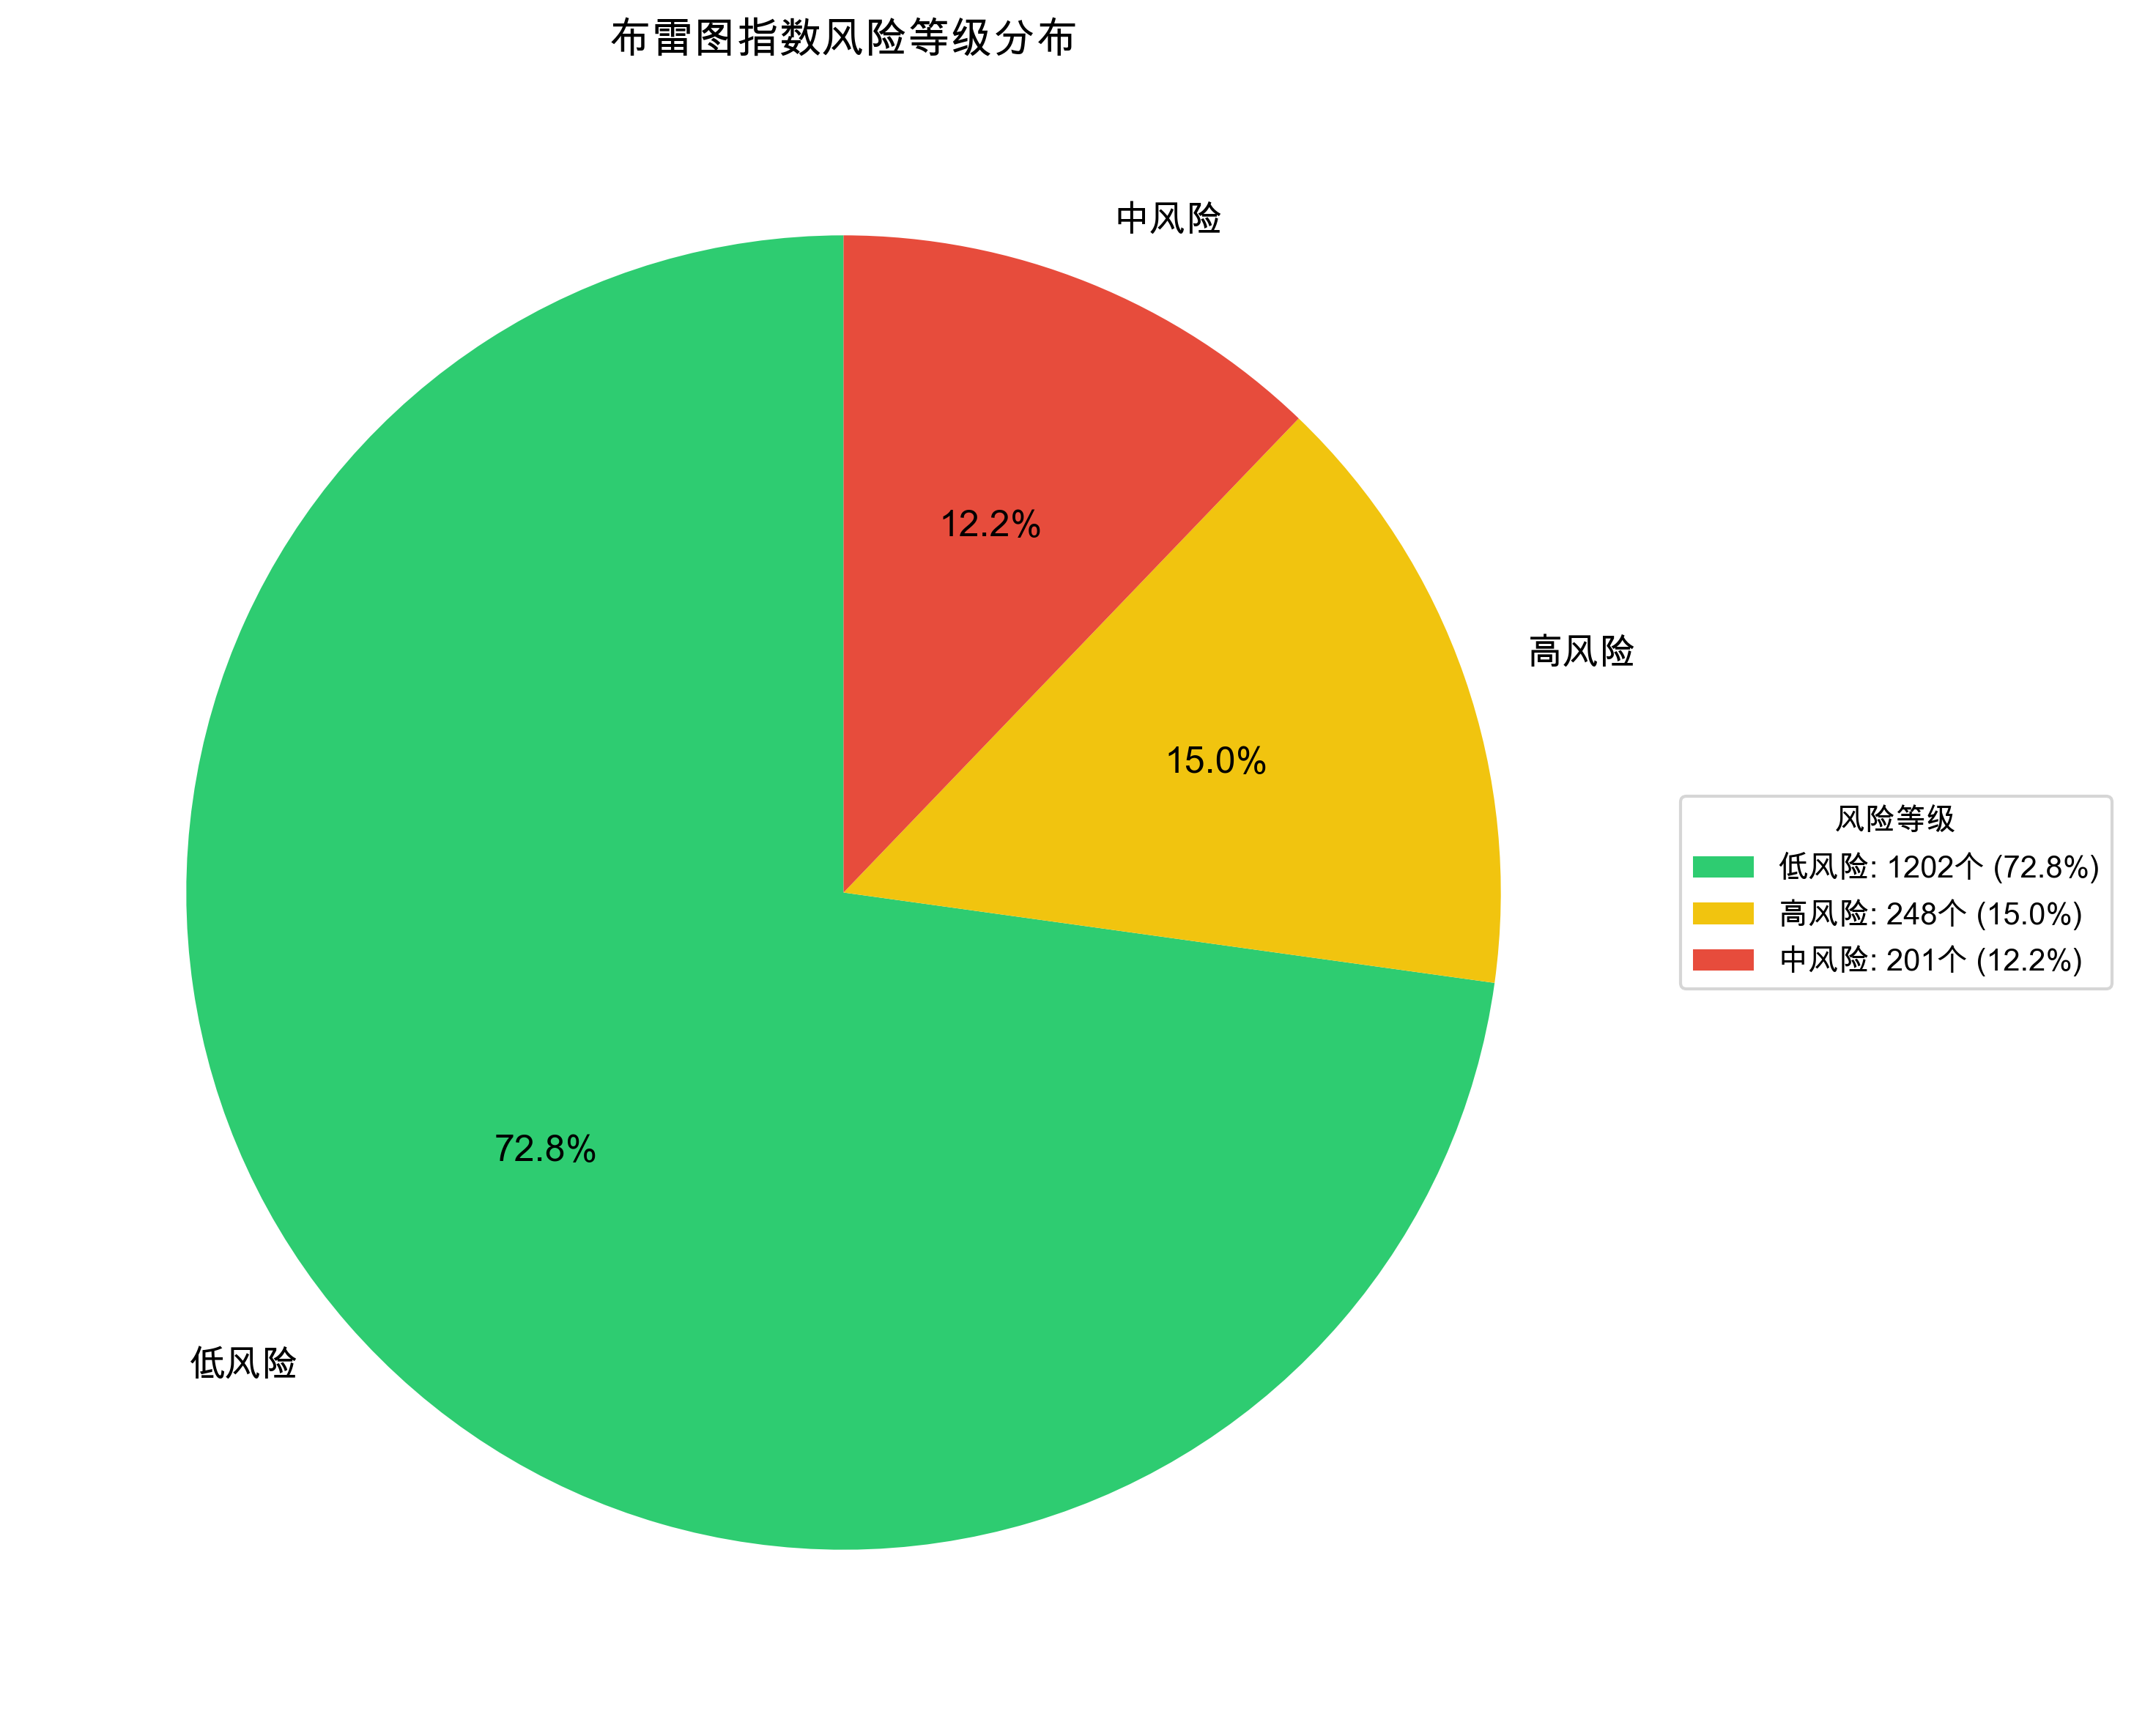 布雷图指数风险等级分布
中风险
12.2%
高风险
15.0%
风险等级
低风险: 1202个 (72.8%)
高风险: 248个 (15.0%)
中风险: 201个 (12.2%)
72.8%
低风险